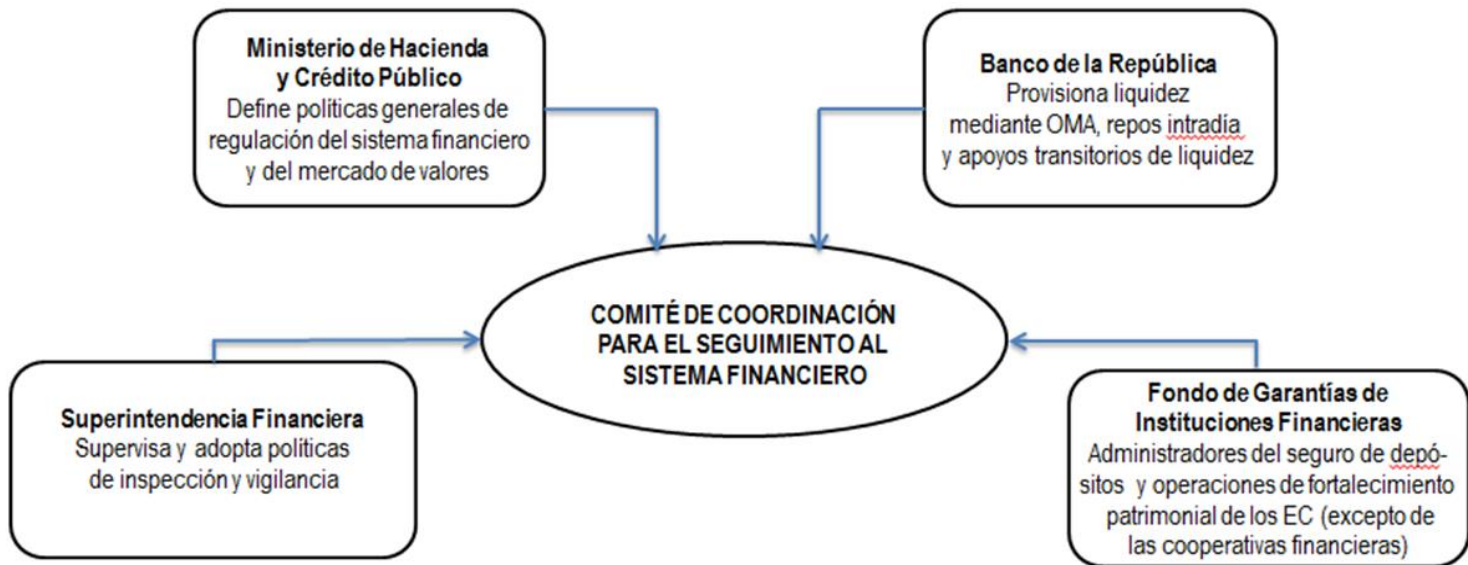 Ministerio de Hacienda
y Crédito Público
Define políticas generales de
regulación del sistema financiero
y del mercado de valores
Banco de la República
Provisiona liquidez
mediante OMA, repos intradía
y apoyos transitorios de liquidez
COMITÉ DE COORDINACIÓN
PARA EL SEGUIMIENTO AL
SISTEMA FINANCIERO
Superintendencia Financiera
Supervisa y adopta políticas
de inspección y vigilancia
Fondo de Garantías de
Instituciones Financieras
Administradores del seguro de depó-
sitos y operaciones de fortalecimiento
patrimonial de los EC (excepto de
las cooperativas financieras)